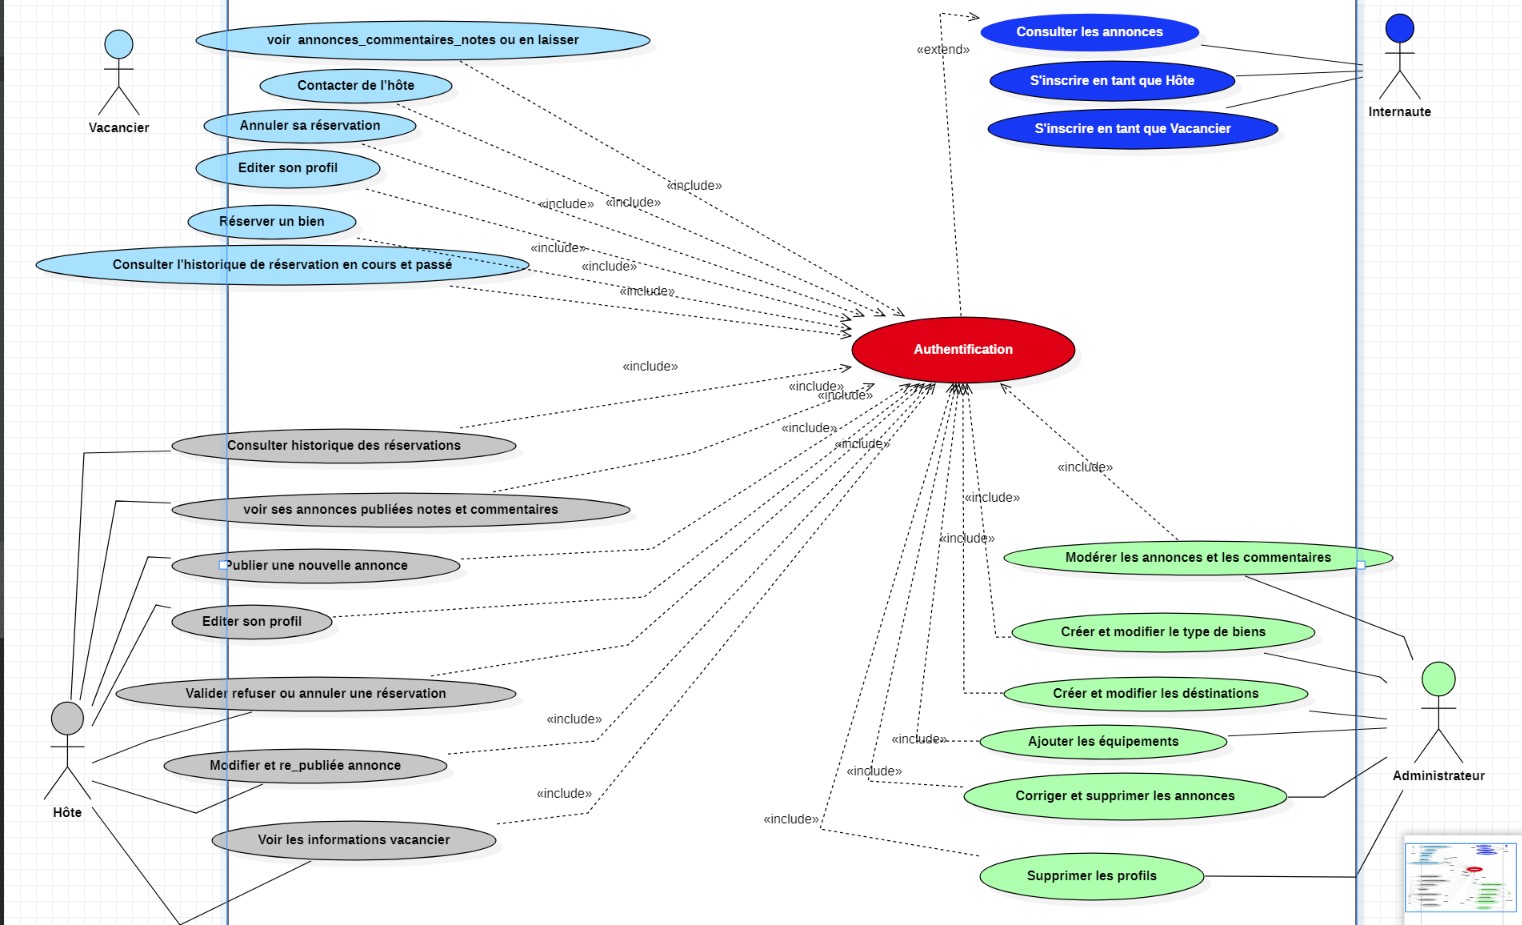 voir annonces_commentaires_notes ou en laisser
Contacter de l'hôte
Annuler sa réservation
Editer son profil
Réserver un bien
Consulter l'historique de réservation en cours et passé
Vacancier
«extend»
Consulter les annonces
S'inscrire en tant que Hôte
S'inscrire en tant que Vacancier
Internaute
«include»
«include»
«include»
«include»
«include»
«include»
Authentification
«include»
«include»
«include»
«include»
«include»
Consulter historique des réservations
voir ses annonces publiées notes et commentaires
Publier une nouvelle annonce
Editer son profil
Valider refuser ou annuler une réservation
Modifier et re_publiée annonce
Voir les informations vacancier
Hôte
«include»
«include»
«include»
«include»
«include»
«include»
«include»
«include»
Modérer les annonces et les commentaires
Créer et modifier le type de biens
Créer et modifier les déstinations
Ajouter les équipements
Corriger et supprimer les annonces
Supprimer les profils
Administrateur